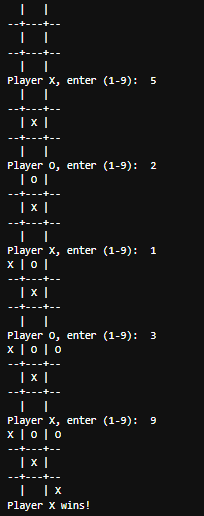 |   |
--+---+--
  |   |
--+---+--
  |   |
Player X, enter (1-9):  5
  |   |
--+---+--
  | X |
--+---+--
  |   |
Player O, enter (1-9):  2
  | O |
--+---+--
  | X |
--+---+--
  |   |
Player X, enter (1-9):  1
X | O |
--+---+--
  | X |
--+---+--
  |   |
Player O, enter (1-9):  3
X | O | O
--+---+--
  | X |
--+---+--
  |   |
Player X, enter (1-9):  9
X | O | O
--+---+--
  | X |
--+---+--
  |   | X
Player X wins!